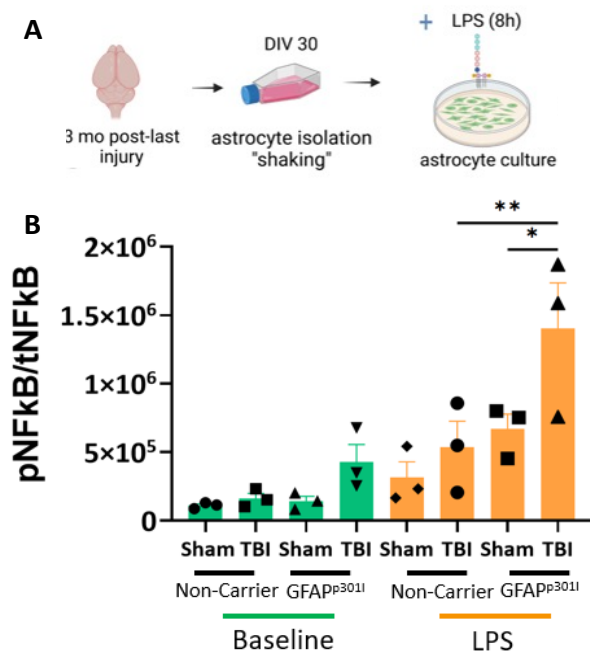 A
DIV 30
+ LPS (8h)
3 mo post-last
injury
astrocyte isolation
"shaking"
astrocyte culture
B
pNFkB/tNFkB
2×10⁶
1.5×10⁶
1×10⁶
5×10⁵
0
**
*
Sham TBI Sham TBI Sham TBI Sham TBI
Non-Carrier GFAPᵖ³⁰¹ˡ Non-Carrier GFAPᵖ³⁰¹ˡ
Baseline LPS